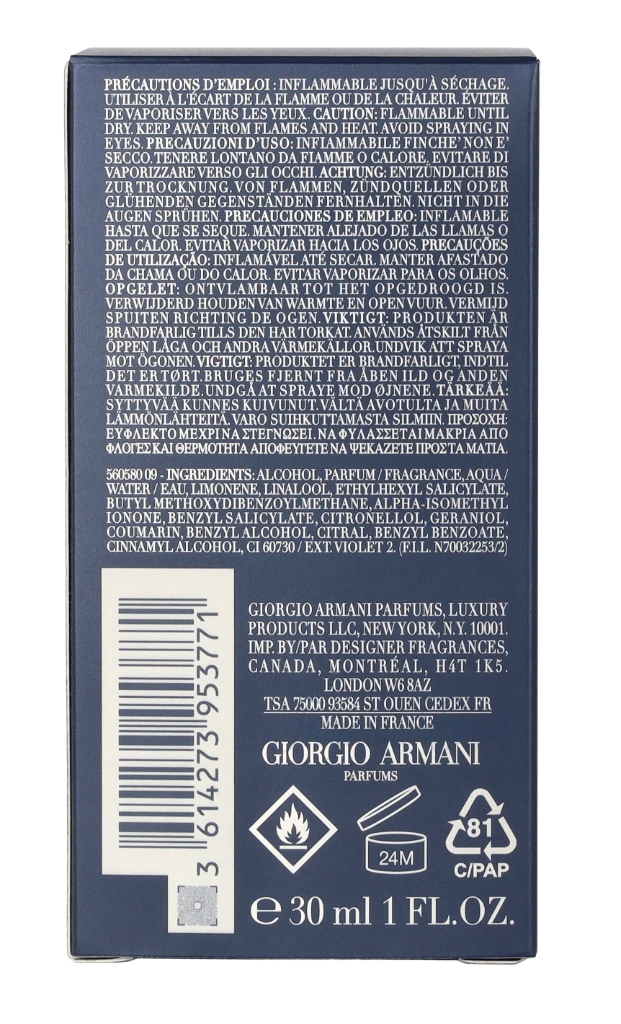 PRÉCAUTIONS D'EMPLOI : INFLAMMABLE JUSQU'À SÉCHAGE.
UTILISER À L'ÉCART DE LA FLAMME OU DE LA CHALEUR. ÉVITER
DE VAPORISER VERS LES YEUX. CAUTION: FLAMMABLE UNTIL
DRY. KEEP AWAY FROM FLAMES AND HEAT. AVOID SPRAYING IN
EYES. PRECAUZIONI D'USO: INFIAMMABILE FINCHE' NON E'
SECCO. TENERE LONTANO DA FIAMME O CALORE. EVITARE DI
VAPORIZZARE VERSO GLI OCCHI. ACHTUNG: ENTZÜNDLICH BIS
ZUR TROCKNUNG. VON FLAMMEN, ZÜNDQUELLEN ODER
GLÜHENDEN GEGENSTÄNDEN FERNHALTEN. NICHT IN DIE
AUGEN SPRÜHEN. PRECAUCIONES DE EMPLEO: INFLAMABLE
HASTA QUE SE SEQUE. MANTENER ALEJADO DE LAS LLAMAS O
DEL CALOR. EVITAR VAPORIZAR HACIA LOS OJOS. PRECAUÇÕES
DE UTILIZAÇÃO: INFLAMÁVEL ATÉ SECAR. MANTER AFASTADO
DA CHAMA OU DO CALOR. EVITAR VAPORIZAR PARA OS OLHOS.
OPGELET: ONTVLAMBAAR TOT HET OPGEDROOGD IS.
VERWIJDERD HOUDEN VAN WARMTE EN OPEN VUUR. VERMIJD
SPUITEN RICHTING DE OGEN. VIKTIGT: PRODUKTEN ÄR
BRANDFARLIG TILLS DEN HAR TORKAT. ANVÄNDS ÅTSKILT FRÅN
ÖPPEN LÅGA OCH ANDRA VÄRMEKÄLLOR. UNDVIK ATT SPRAYA
MOT ÖGONEN. VIGTIGT: PRODUKTET ER BRANDFARLIGT, INDTIL
DET ER TØRT. BRUGES FJERNT FRA ÅBEN ILD OG ANDEN
VARMEKILDE. UNDGÅ AT SPRAYE MOD ØJNENE. TÄRKEÄÄ:
SYTTYVÄÄ KUNNES KUIVUNUT. VÄLTÄ AVOTULTA JA MUITA
LÄMMÖNLÄHTEITÄ. VARO SUIHKUTTAMASTA SILMIIN. ΠΡΟΣΟΧΗ:
ΕΥΦΛΕΚΤΟ ΜΕΧΡΙ ΝΑ ΣΤΕΓΝΩΣΕΙ. ΝΑ ΦΥΛΑΣΣΕΤΑΙ ΜΑΚΡΙΑ ΑΠΟ
ΦΛΟΓΕΣ ΚΑΙ ΘΕΡΜΟΤΗΤΑ ΑΠΟΦΕΥΓΕΤΕ ΝΑ ΨΕΚΑΖΕΤΕ ΠΡΟΣ ΤΑ ΜΑΤΙΑ.
560580 09 - INGREDIENTS: ALCOHOL, PARFUM / FRAGRANCE, AQUA /
WATER / EAU, LIMONENE, LINALOOL, ETHYLHEXYL SALICYLATE,
BUTYL METHOXYDIBENZOYLMETHANE, ALPHA-ISOMETHYL
IONONE, BENZYL SALICYLATE, CITRONELLOL, GERANIOL,
COUMARIN, BENZYL ALCOHOL, CITRAL, BENZYL BENZOATE,
CINNAMYL ALCOHOL, CI 60730 / EXT. VIOLET 2. (F.I.L. N70032253/2)
3 614273 953771
GIORGIO ARMANI PARFUMS, LUXURY
PRODUCTS LLC, NEW YORK, N.Y. 10001.
IMP. BY/PAR DESIGNER FRAGRANCES,
CANADA, MONTRÉAL, H4T 1K5.
LONDON W6 8AZ
TSA 75000 93584 ST OUEN CEDEX FR
MADE IN FRANCE
GIORGIO ARMANI
PARFUMS
24M
81
C/PAP
℮ 30 ml 1 FL.OZ.